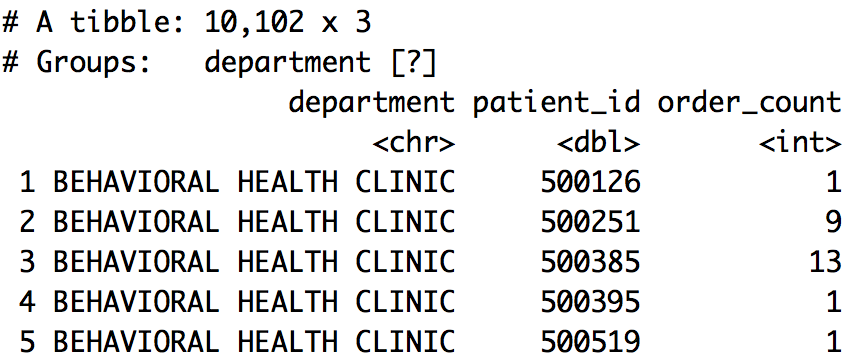 # A tibble: 10,102 x 3
# Groups:   department [?]
                department patient_id order_count
                     <chr>      <dbl>       <int>
 1 BEHAVIORAL HEALTH CLINIC     500126           1
 2 BEHAVIORAL HEALTH CLINIC     500251           9
 3 BEHAVIORAL HEALTH CLINIC     500385          13
 4 BEHAVIORAL HEALTH CLINIC     500395           1
 5 BEHAVIORAL HEALTH CLINIC     500519           1